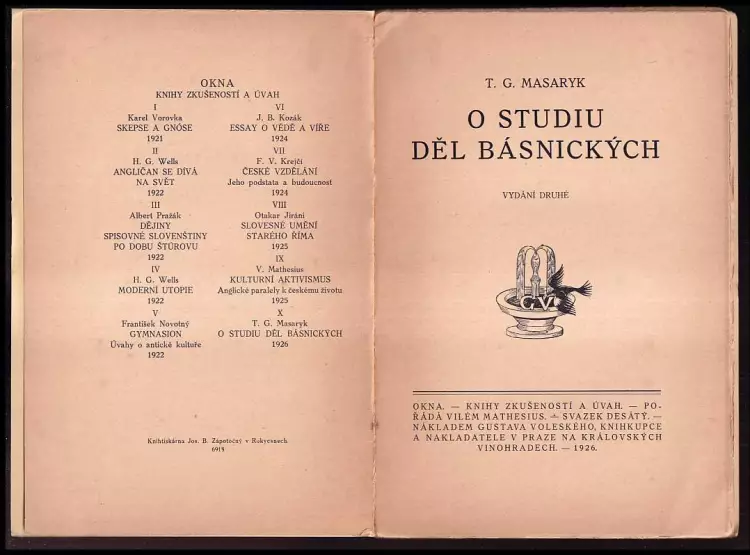 OKNA
KNIHY ZKUŠENOSTÍ A ÚVAH
I
Karel Vorovka
SKEPSE A GNÓSE
1921
II
H. G. Wells
ANGLIČAN SE DÍVÁ
NA SVĚT
1922
III
Albert Pražák
DĚJINY
SPISOVNÉ SLOVENŠTINY
PO DOBU ŠTÚROVU
1922
IV
H. G. Wells
MODERNÍ UTOPIE
1922
V
František Novotný
GYMNASION
Úvahy o antické kultuře
1922
VI
J. B. Kozák
ESSAY O VĚDĚ A VÍŘE
1924
VII
F. V. Krejčí
ČESKÉ VZDĚLÁNÍ
Jeho podstata a budoucnost
1924
VIII
Otakar Jiráni
SLOVESNÉ UMĚNÍ
STARÉHO ŘÍMA
1925
IX
V. Mathesius
KULTURNÍ AKTIVISMUS
Anglické paralely k českému životu
1925
X
T. G. Masaryk
O STUDIU DĚL BÁSNICKÝCH
1926
Knihtiskárna Jos. B. Zápotočný v Rokycanech.
T. G. MASARYK
O STUDIU
DĚL BÁSNICKÝCH
VYDÁNÍ DRUHÉ
G.V.
OKNA. — KNIHY ZKUŠENOSTÍ A ÚVAH. — PO-
ŘÁDÁ VILÉM MATHESIUS. — SVAZEK DESÁTÝ. —
NÁKLADEM GUSTAVA VOLESKÉHO, KNIHKUPCE
A NAKLADATELE V PRAZE NA KRÁLOVSKÝCH
VINOHRADECH. — 1926.